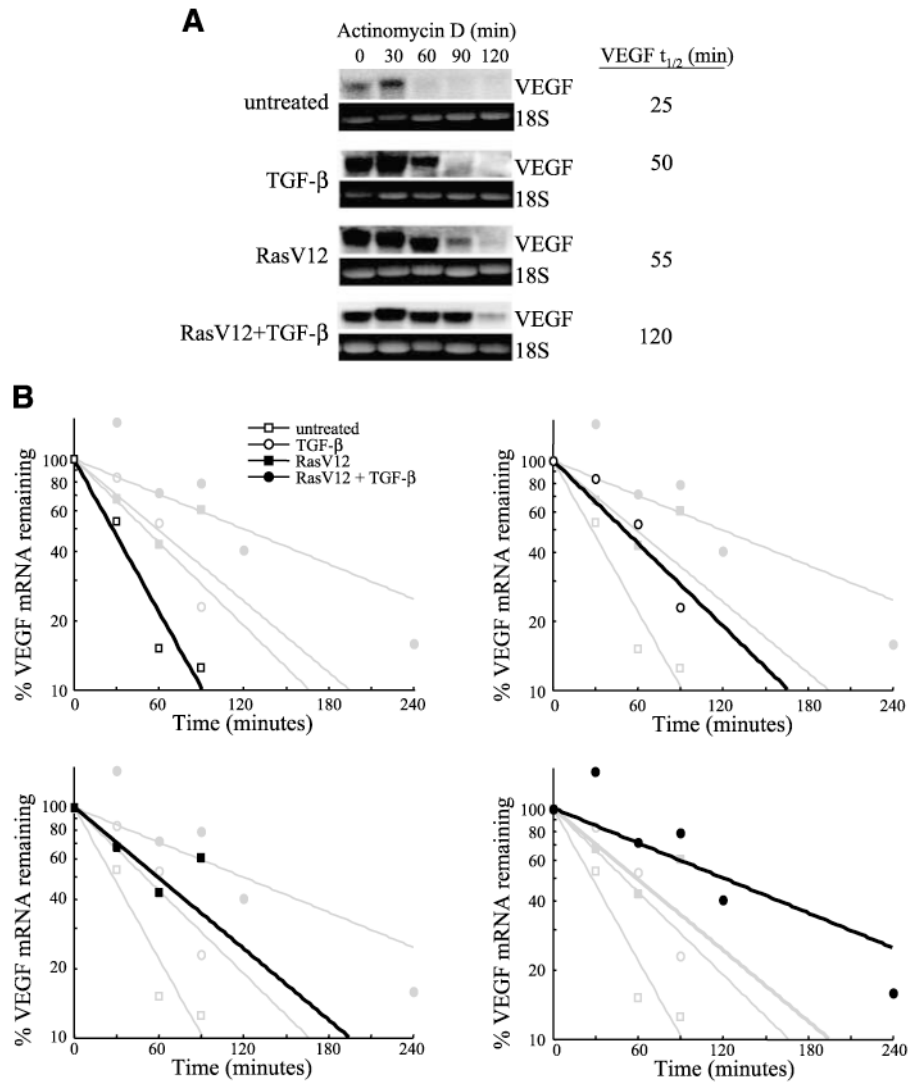 A
Actinomycin D (min)
0 30 60 90 120
VEGF t1/2 (min)
untreated
VEGF
18S
25
TGF-β
VEGF
18S
50
RasV12
VEGF
18S
55
RasV12+TGF-β
VEGF
18S
120
B
% VEGF mRNA remaining
100
80
60
40
20
10
0 60 120 180 240
Time (minutes)
untreated
TGF-β
RasV12
RasV12 + TGF-β
% VEGF mRNA remaining
100
80
60
40
20
10
0 60 120 180 240
Time (minutes)
% VEGF mRNA remaining
100
80
60
40
20
10
0 60 120 180 240
Time (minutes)
% VEGF mRNA remaining
100
80
60
40
20
10
0 60 120 180 240
Time (minutes)